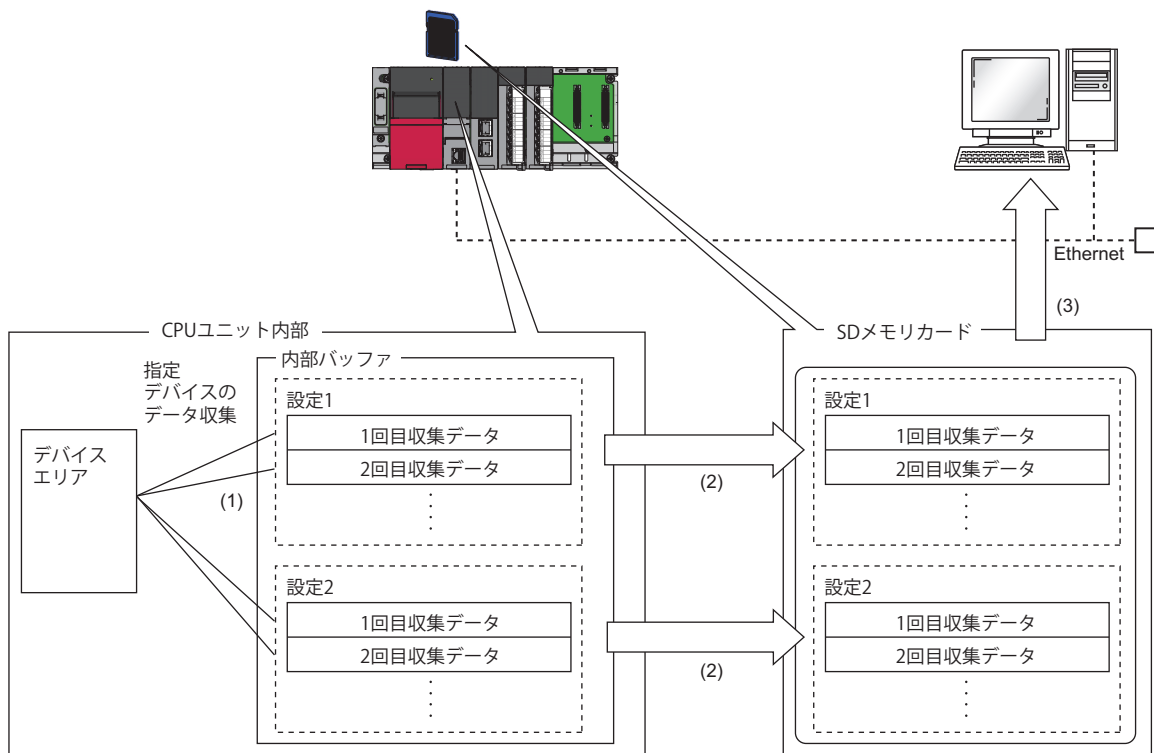 Ethernet
(3)
CPUユニット内部
SDメモリカード
指定
デバイスの
データ収集
内部バッファ
デバイス
エリア
(1)
設定1
1回目収集データ
2回目収集データ
(2)
設定1
1回目収集データ
2回目収集データ
設定2
1回目収集データ
2回目収集データ
(2)
設定2
1回目収集データ
2回目収集データ